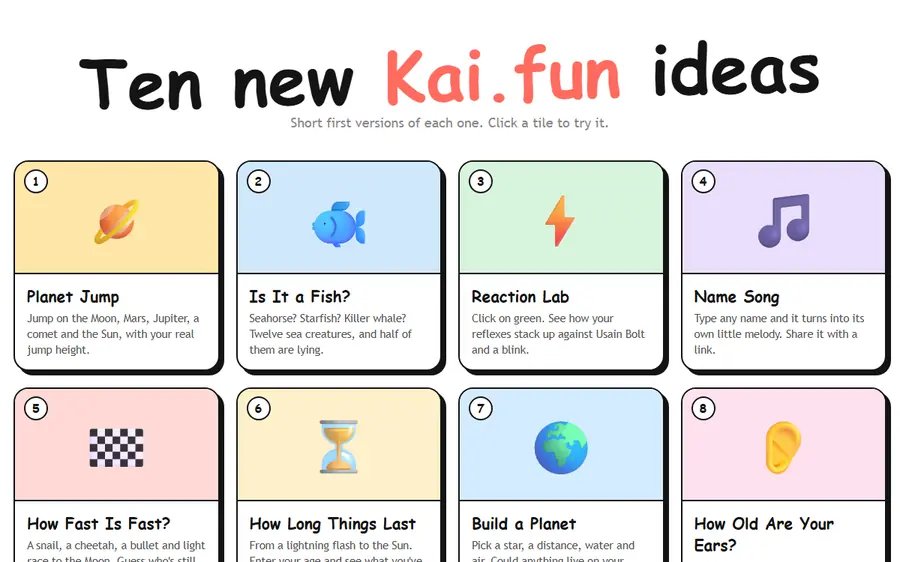 Ten new Kai.fun ideas
Short first versions of each one. Click a tile to try it.
1
2
3
4
Planet Jump
Jump on the Moon, Mars, Jupiter, a
comet and the Sun, with your real
jump height.
Is It a Fish?
Seahorse? Starfish? Killer whale?
Twelve sea creatures, and half of
them are lying.
Reaction Lab
Click on green. See how your
reflexes stack up against Usain Bolt
and a blink.
Name Song
Type any name and it turns into its
own little melody. Share it with a
link.
5
6
7
8
How Fast Is Fast?
A snail, a cheetah, a bullet and light
race to the Moon. Guess who's still
How Long Things Last
From a lightning flash to the Sun.
Enter your age and see what you've
Build a Planet
Pick a star, a distance, water and
air. Could anything live on your
How Old Are Your
Ears?